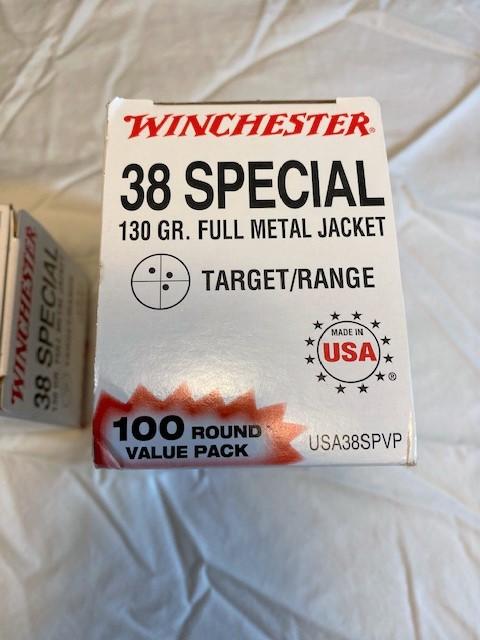 WINCHESTER®
38 SPECIAL
130 GR. FULL METAL JACKET
TARGET/RANGE
MADE IN
USA
®
100 ROUND
VALUE PACK
USA38SPVP
WINCHESTER
38 SPECIAL